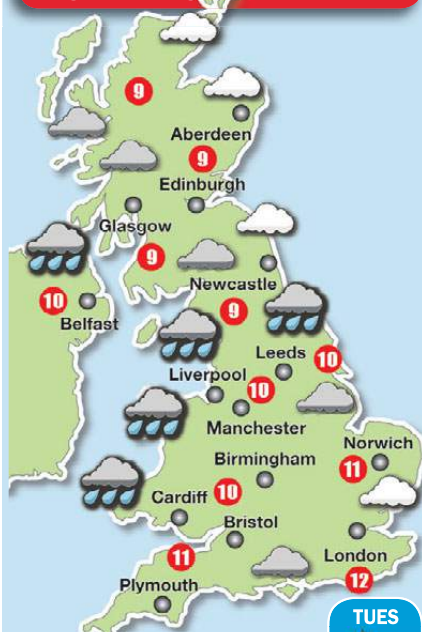 9
Aberdeen
9
Edinburgh
Glasgow
9
Newcastle
10
Belfast
9
Leeds
10
Liverpool
10
Manchester
Norwich
Birmingham
11
Cardiff
10
Bristol
London
11
12
Plymouth
TUES